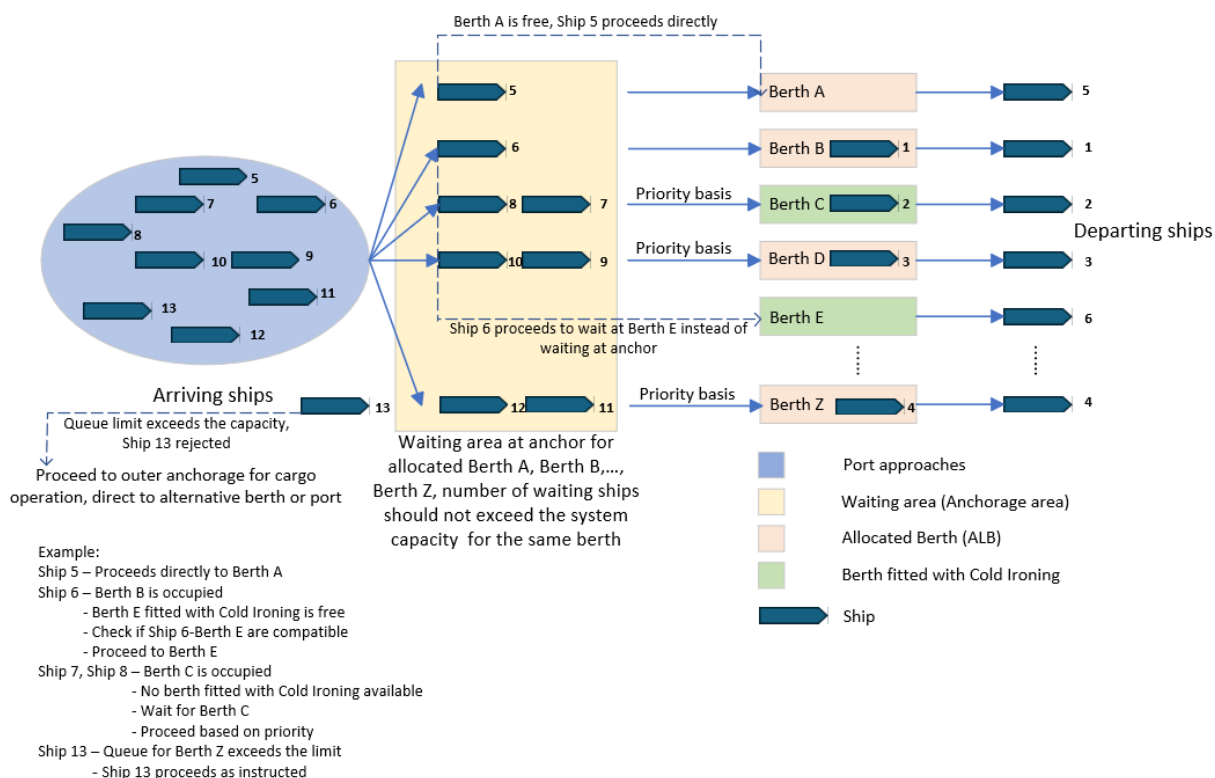 Berth A is free, Ship 5 proceeds directly
5
Berth A
5
6
Berth B
1
1
5
7
6
8
10
9
11
13
12
8
7
Priority basis
Berth C
2
2
Departing ships
10
9
Priority basis
Berth D
3
3
Ship 6 proceeds to wait at Berth E instead of
waiting at anchor
Berth E
6
Arriving ships
13
12
11
Priority basis
Berth Z
4
4
Queue limit exceeds the capacity,
Ship 13 rejected
Proceed to outer anchorage for cargo
operation, direct to alternative berth or port
Waiting area at anchor for
allocated Berth A, Berth B,...,
Berth Z, number of waiting ships
should not exceed the system
capacity for the same berth
Port approaches
Waiting area (Anchorage area)
Allocated Berth (ALB)
Berth fitted with Cold Ironing
Ship
Example:
Ship 5 – Proceeds directly to Berth A
Ship 6 – Berth B is occupied
- Berth E fitted with Cold Ironing is free
- Check if Ship 6-Berth E are compatible
- Proceed to Berth E
Ship 7, Ship 8 – Berth C is occupied
- No berth fitted with Cold Ironing available
- Wait for Berth C
- Proceed based on priority
Ship 13 – Queue for Berth Z exceeds the limit
- Ship 13 proceeds as instructed